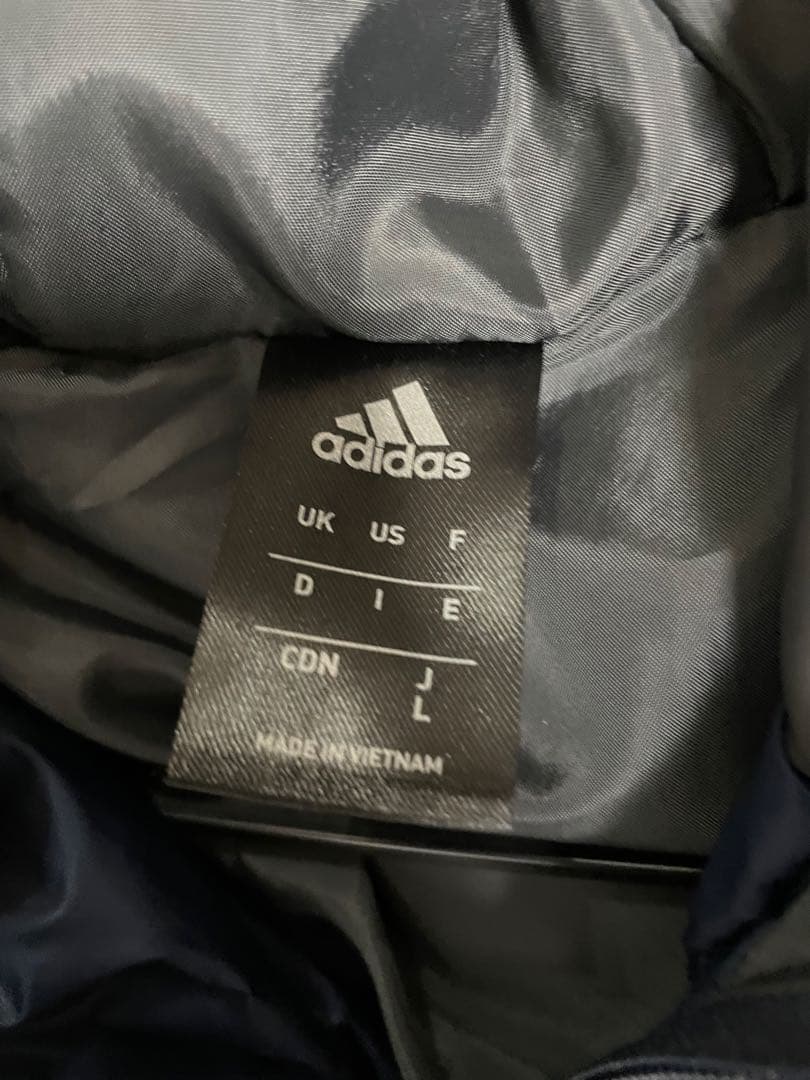 adidas
UK US F
D I E
CDN J
L
MADE IN VIETNAM